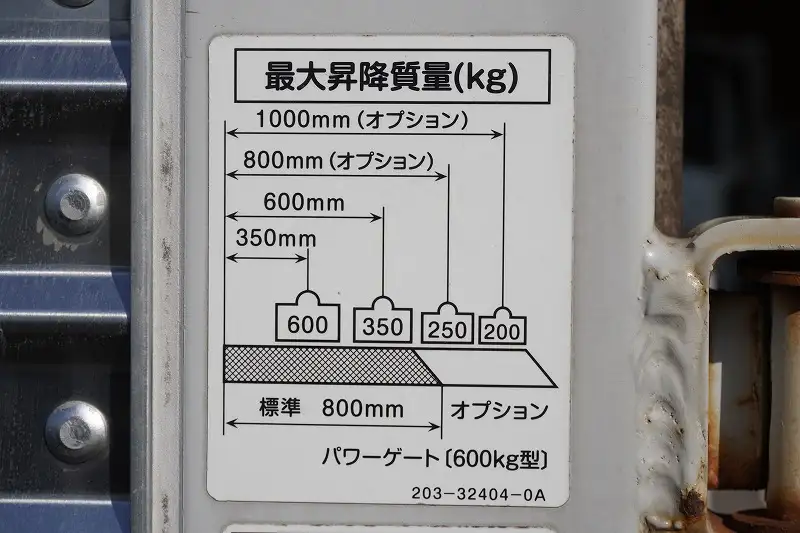 最大昇降質量(kg)
1000mm(オプション)
800mm(オプション)
600mm
350mm
600 350 250 200
標準 800mm オプション
パワーゲート〔600kg型〕
203-32404-0A